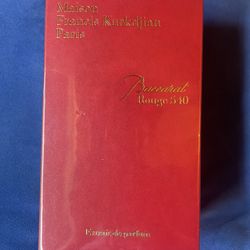 Maison
Francis Kurkdjian
Paris
Baccarat
Rouge 540
Extrait de parfum